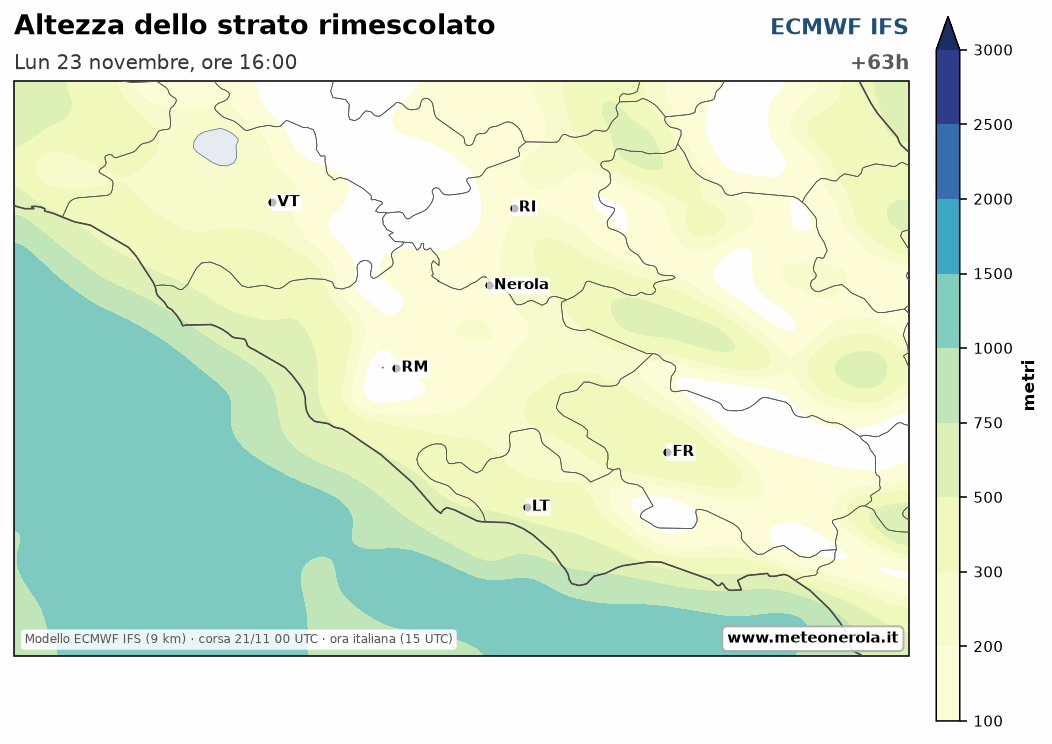 Altezza dello strato rimescolato
ECMWF IFS
Lun 23 novembre, ore 16:00
+63h
3000
2500
2000
1500
1000
750
500
300
200
100
metri
VT
RI
Nerola
RM
FR
LT
Modello ECMWF IFS (9 km) · corsa 21/11 00 UTC · ora italiana (15 UTC)
www.meteonerola.it